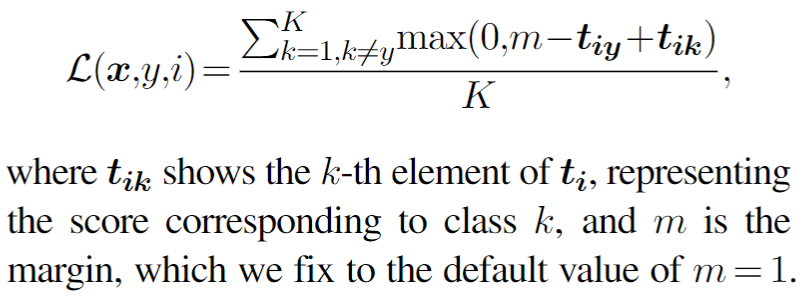 $$\mathcal{L}(\boldsymbol{x},y,i)=\frac{\sum_{k=1,k\neq y}^{K}\max(0,m-\boldsymbol{t_{iy}}+\boldsymbol{t_{ik}})}{K},$$
where $\boldsymbol{t_{ik}}$ shows the $k$-th element of $\boldsymbol{t_i}$, representing
the score corresponding to class $k$, and $m$ is the
margin, which we fix to the default value of $m=1$.